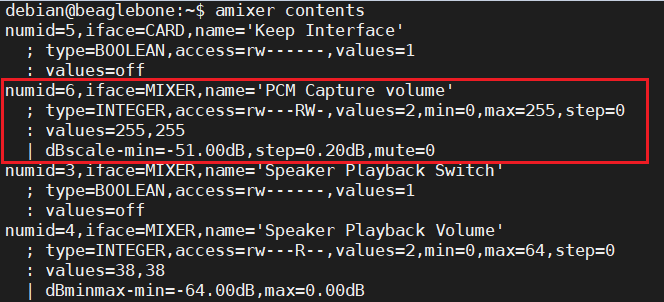 debian@beaglebone:~$ amixer contents
numid=5,iface=CARD,name='Keep Interface'
  ; type=BOOLEAN,access=rw------,values=1
  : values=off
numid=6,iface=MIXER,name='PCM Capture volume'
  ; type=INTEGER,access=rw---RW-,values=2,min=0,max=255,step=0
  : values=255,255
  | dBscale-min=-51.00dB,step=0.20dB,mute=0
numid=3,iface=MIXER,name='Speaker Playback Switch'
  ; type=BOOLEAN,access=rw------,values=1
  : values=off
numid=4,iface=MIXER,name='Speaker Playback Volume'
  ; type=INTEGER,access=rw---R--,values=2,min=0,max=64,step=0
  : values=38,38
  | dBminmax-min=-64.00dB,max=0.00dB